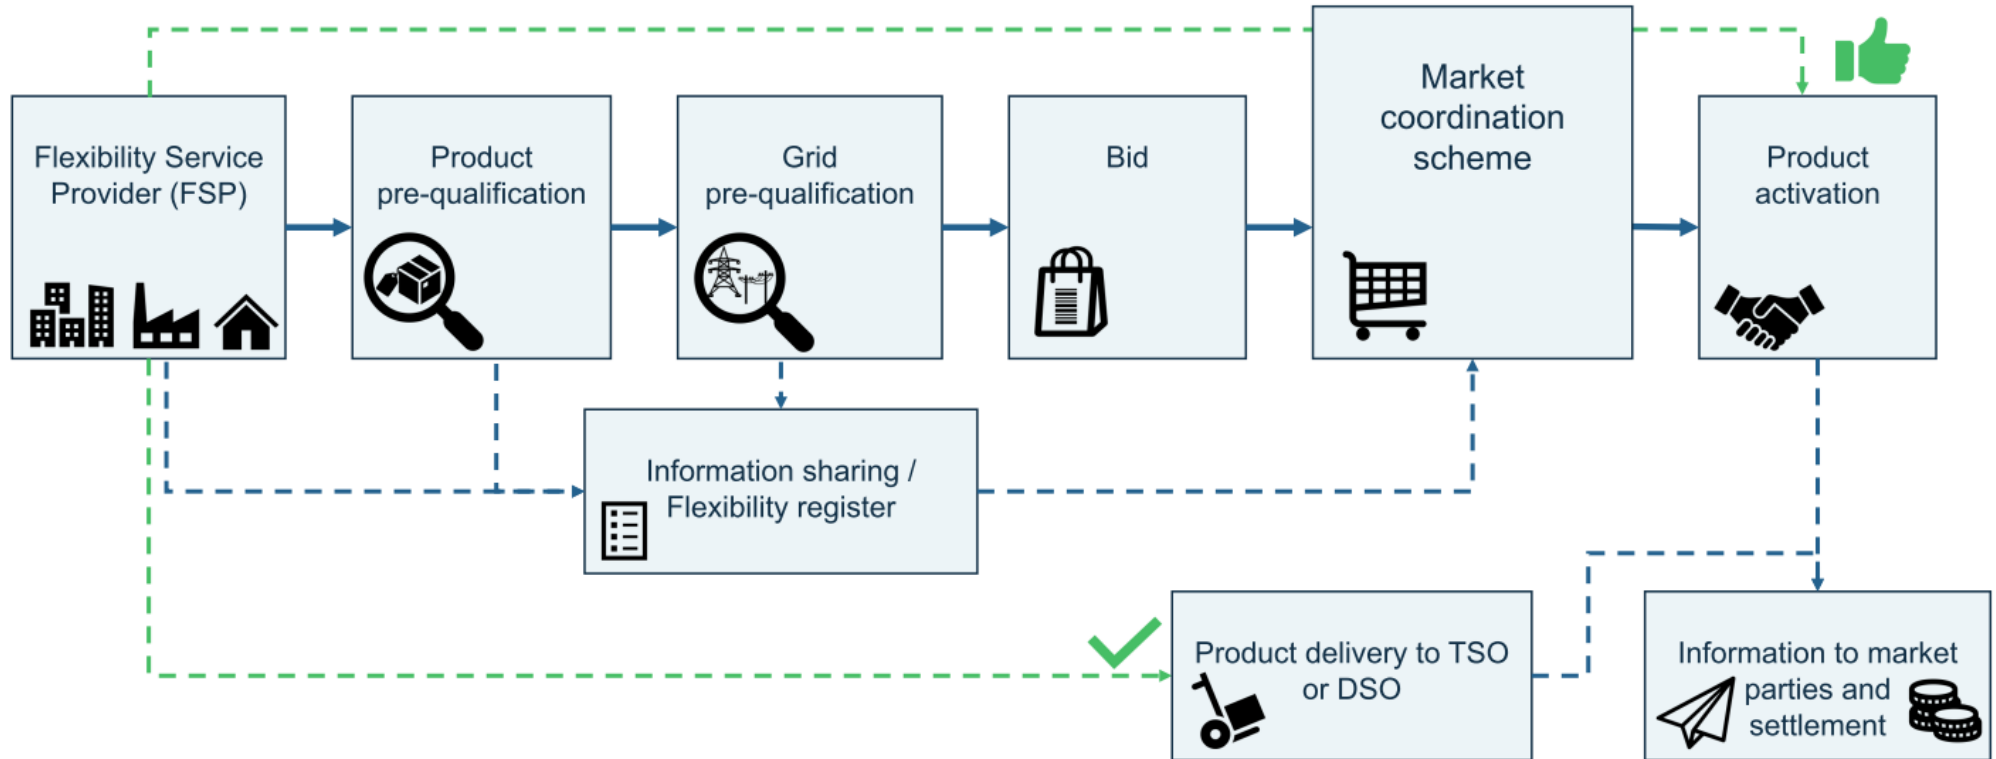 Flexibility Service
Provider (FSP)
Product
pre-qualification
Grid
pre-qualification
Bid
Market
coordination
scheme
Product
activation
Information sharing /
Flexibility register
Product delivery to TSO
or DSO
Information to market
parties and
settlement